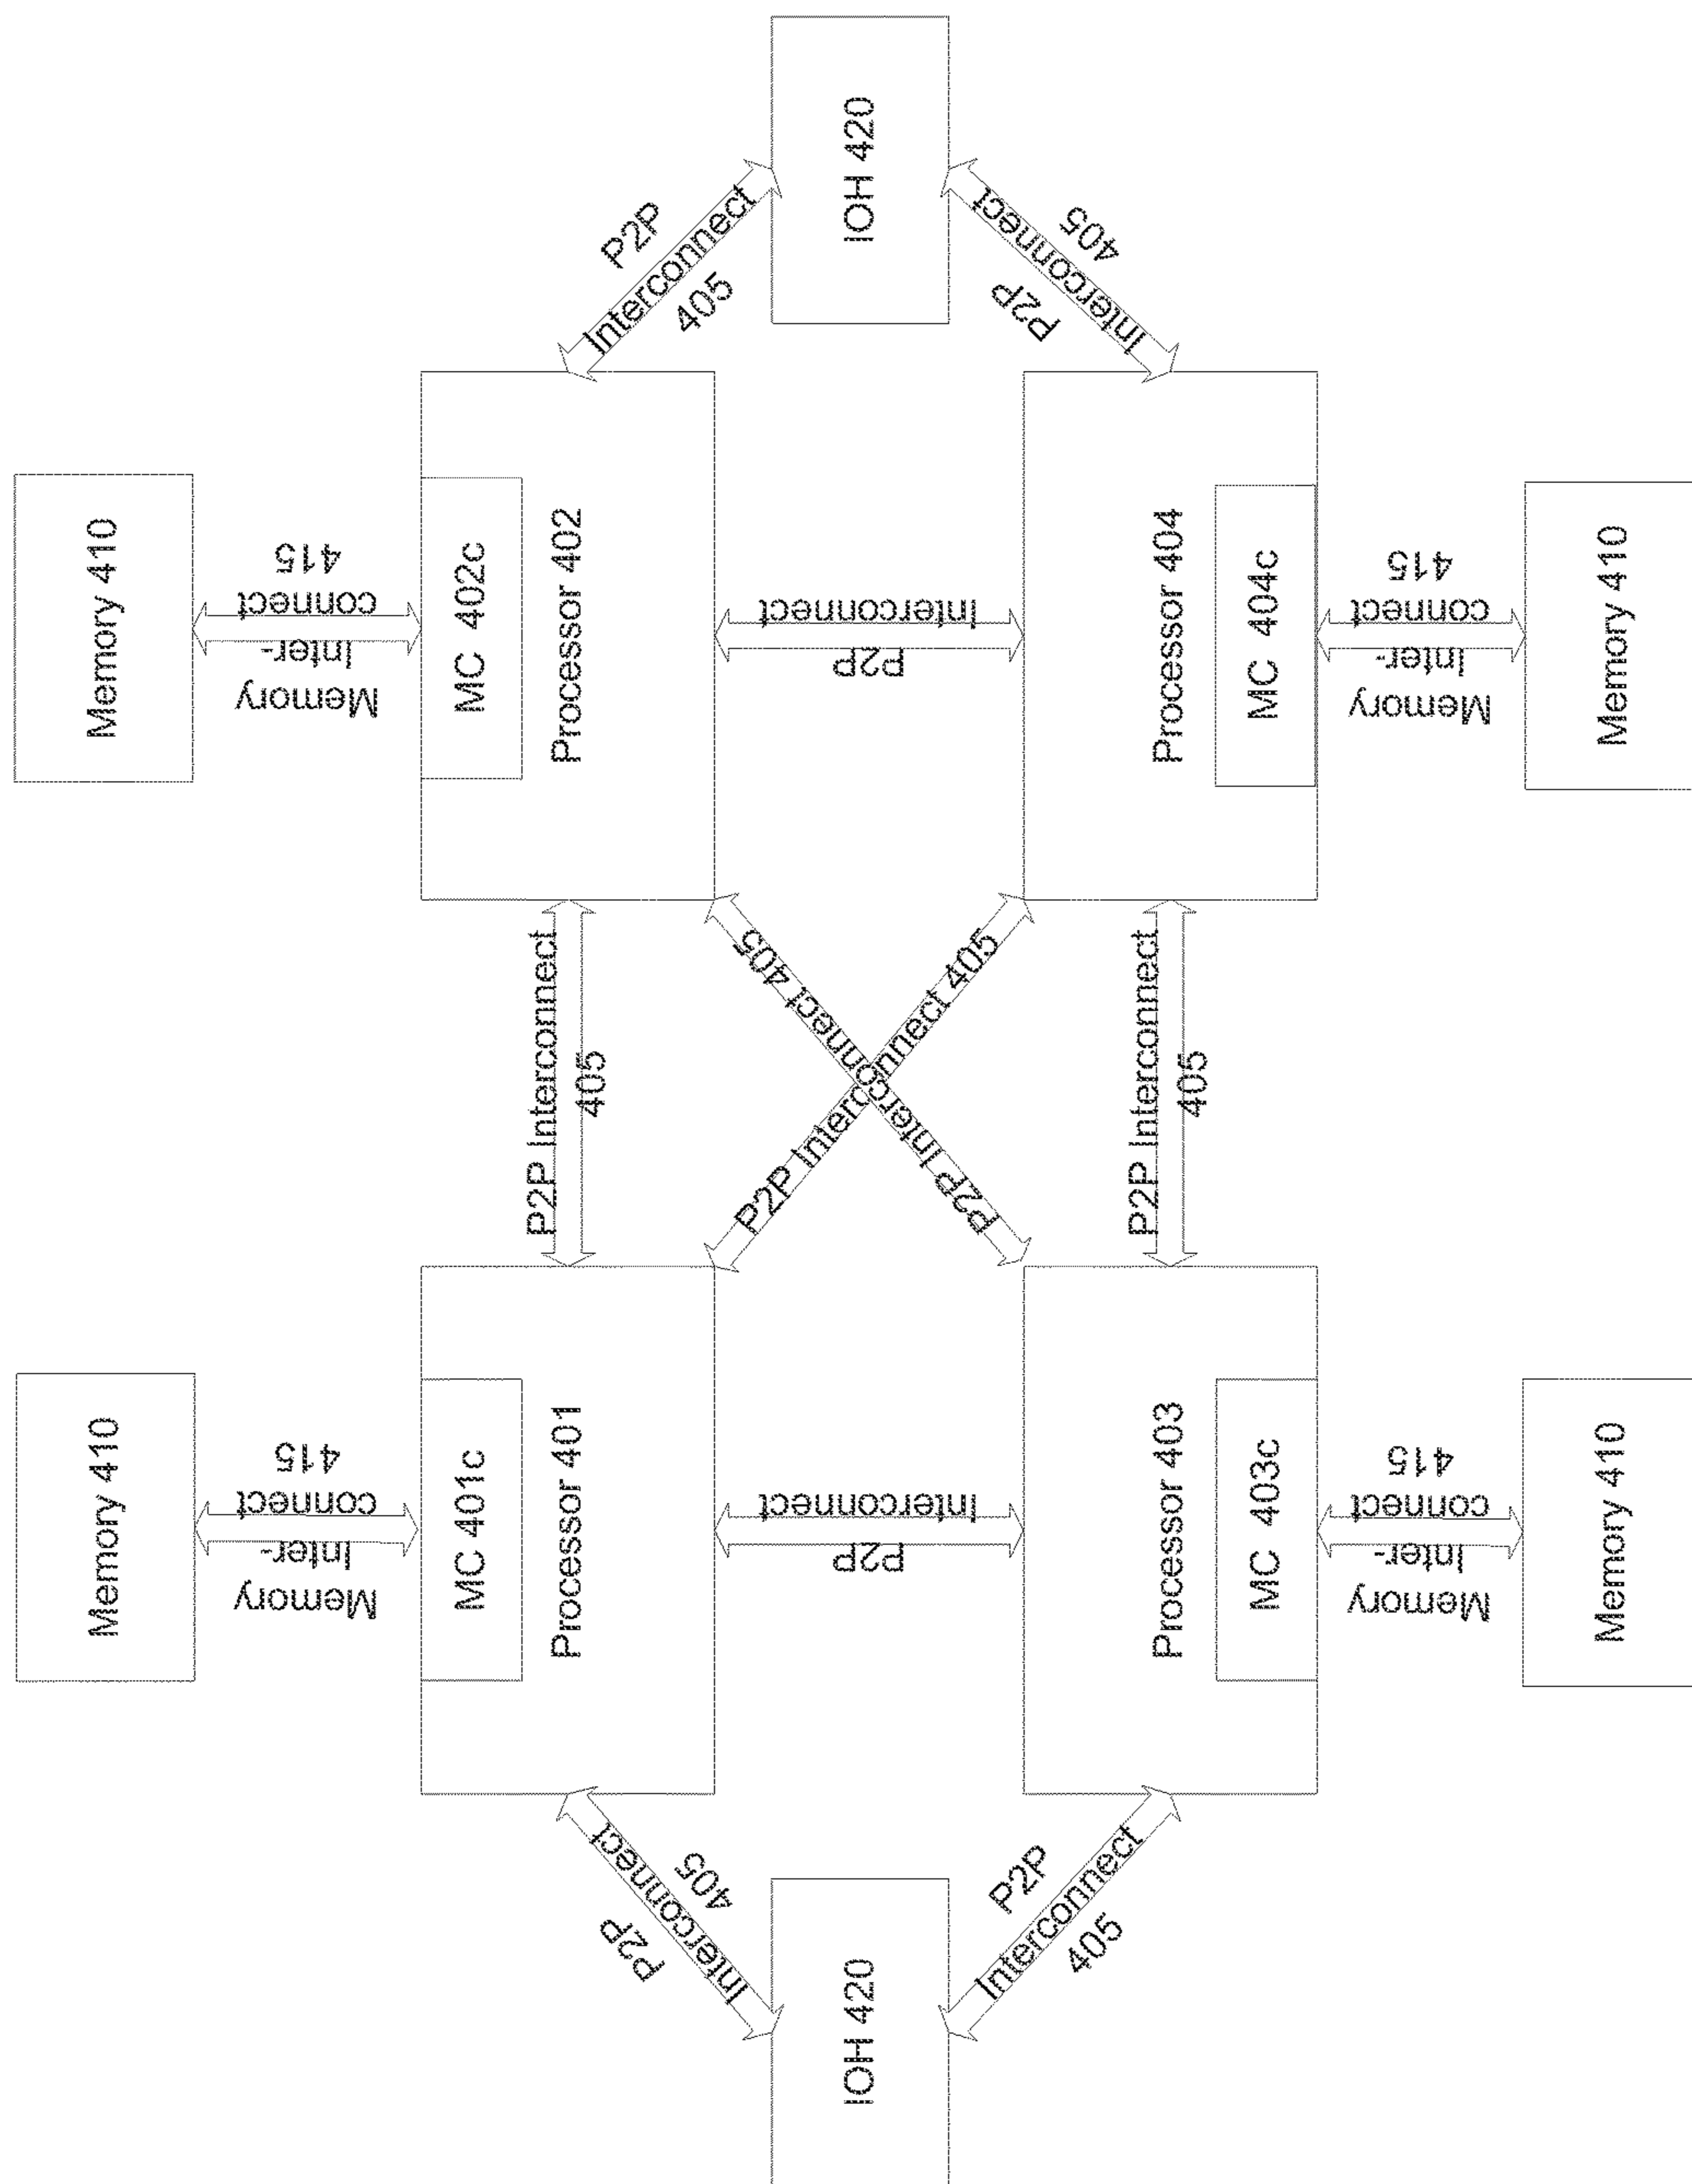 Memory 410
Memory 410
Memory
Inter-
connect
415
Memory
Inter-
connect
415
MC 401c
MC 402c
Processor 401
P2P Interconnect
405
Processor 402
P2P
Interconnect
405
P2P
Interconnect
405
IOH 420
P2P
Interconnect
P2P Interconnect 405
P2P Interconnect 405
P2P
Interconnect
IOH 420
P2P
Interconnect
405
P2P
Interconnect
405
Processor 403
P2P Interconnect
405
Processor 404
MC 403c
MC 404c
Memory
Inter-
connect
415
Memory
Inter-
connect
415
Memory 410
Memory 410